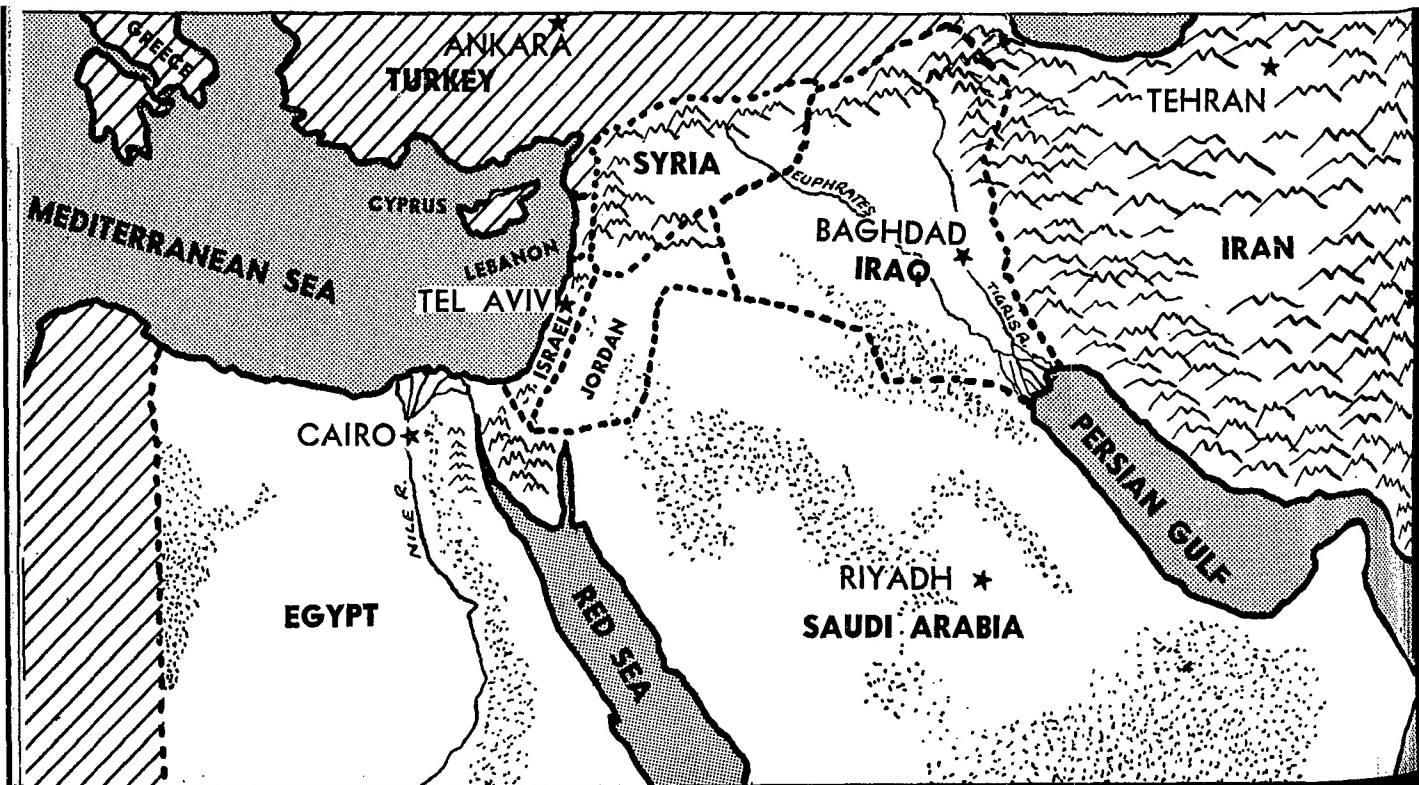 GREECE
ANKARA
TURKEY
TEHRAN
SYRIA
EUPHRATES
CYPRUS
MEDITERRANEAN SEA
BAGHDAD
IRAQ
IRAN
LEBANON
TEL AVIV
ISRAEL
JORDAN
TIGRIS R.
CAIRO
PERSIAN GULF
NILE R.
RIYADH
EGYPT
RED SEA
SAUDI ARABIA